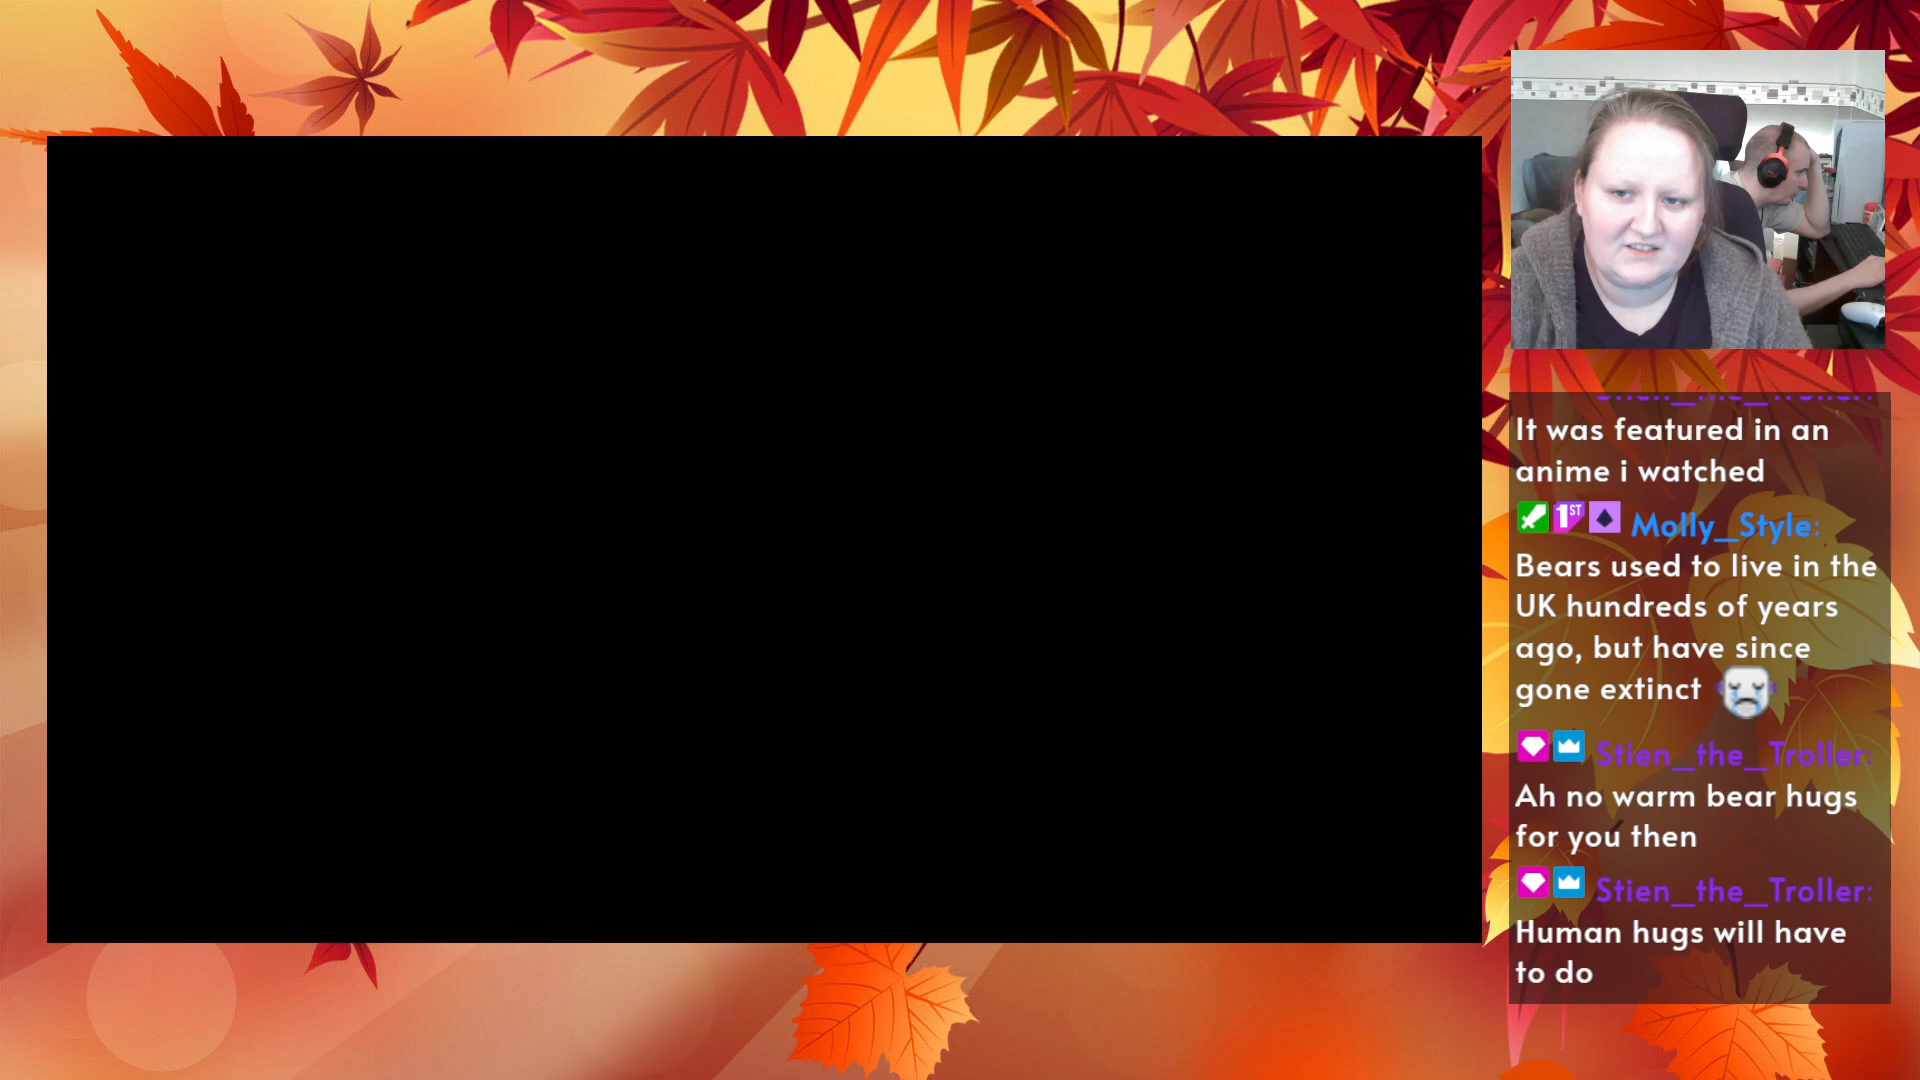 It was featured in an
anime i watched
1ST Molly_Style:
Bears used to live in the
UK hundreds of years
ago, but have since
gone extinct
Stien_the_Troller:
Ah no warm bear hugs
for you then
Stien_the_Troller:
Human hugs will have
to do